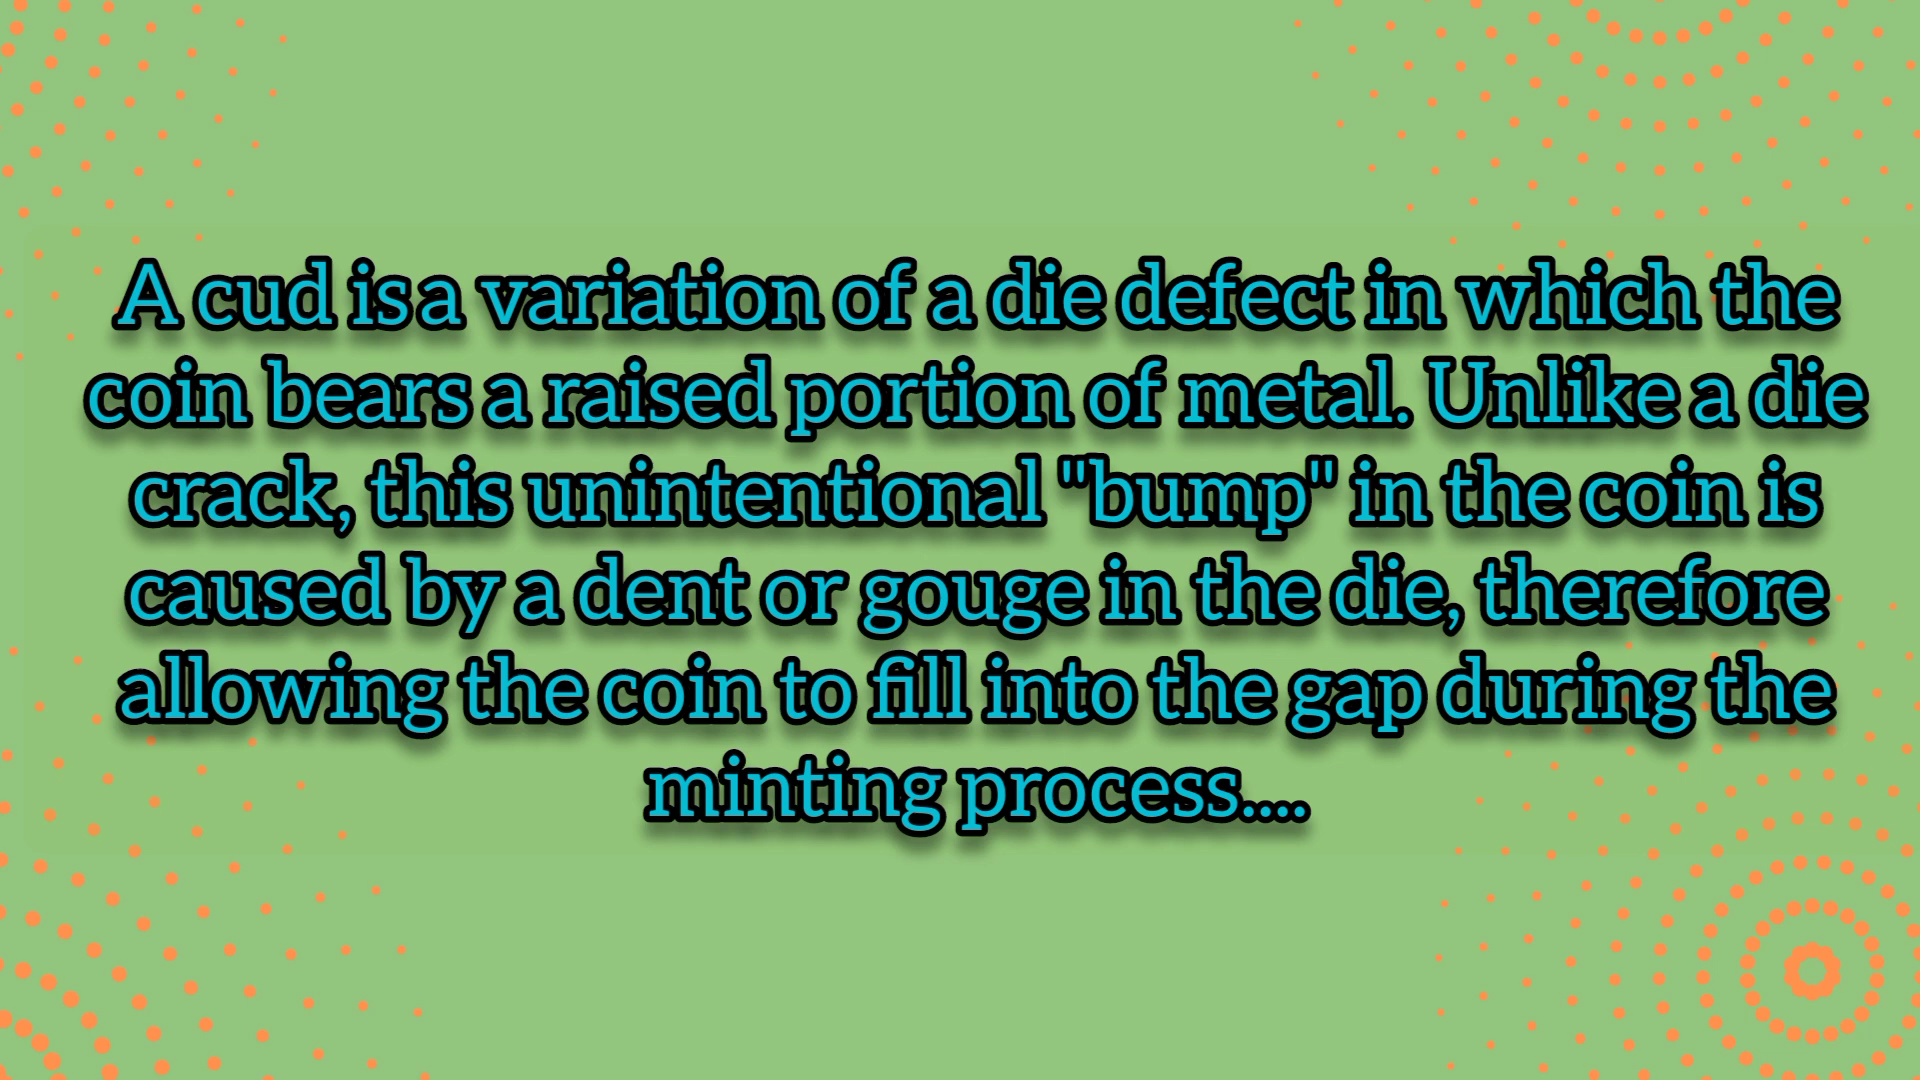 A cud is a variation of a die defect in which the
coin bears a raised portion of metal. Unlike a die
crack, this unintentional "bump" in the coin is
caused by a dent or gouge in the die, therefore
allowing the coin to fill into the gap during the
minting process....